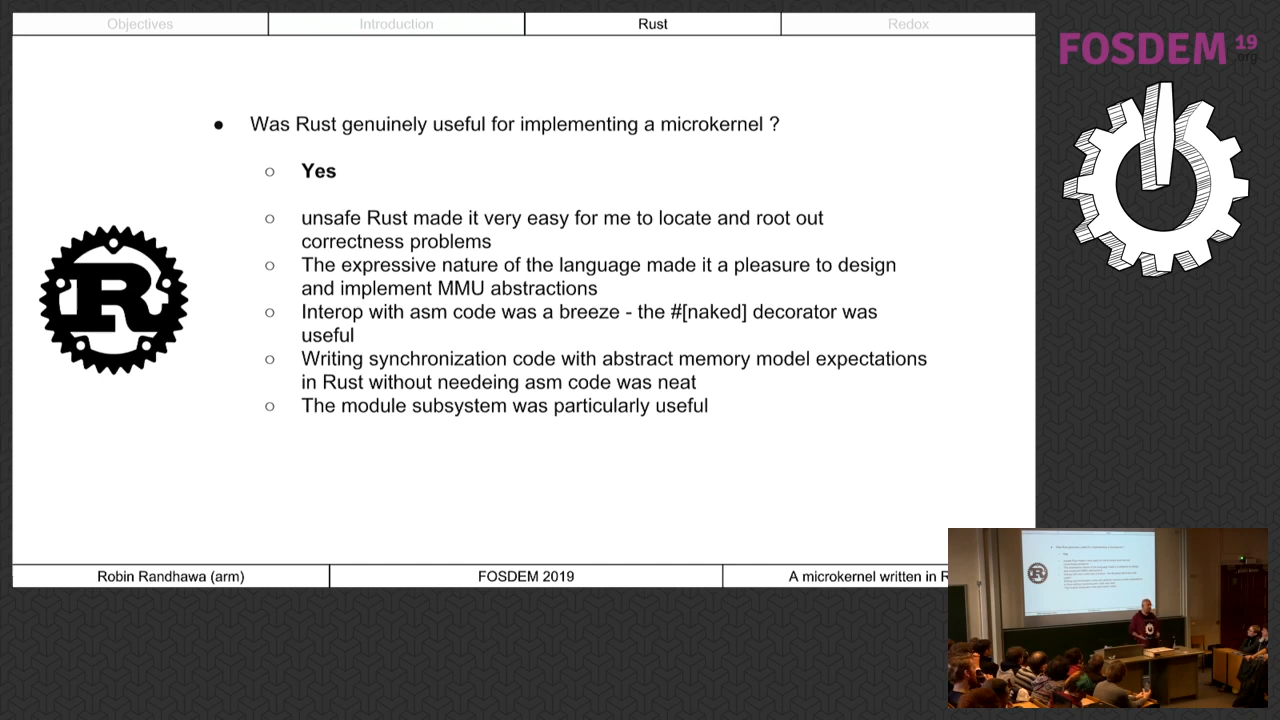 Objectives Introduction Rust Redox
FOSDEM 19
.org
● Was Rust genuinely useful for implementing a microkernel ?
○ Yes
○ unsafe Rust made it very easy for me to locate and root out
correctness problems
○ The expressive nature of the language made it a pleasure to design
and implement MMU abstractions
○ Interop with asm code was a breeze - the #[naked] decorator was
useful
○ Writing synchronization code with abstract memory model expectations
in Rust without needeing asm code was neat
○ The module subsystem was particularly useful
R
Robin Randhawa (arm) FOSDEM 2019 A microkernel written in R